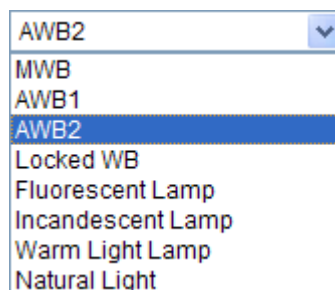 AWB2
MWB
AWB1
AWB2
Locked WB
Fluorescent Lamp
Incandescent Lamp
Warm Light Lamp
Natural Light